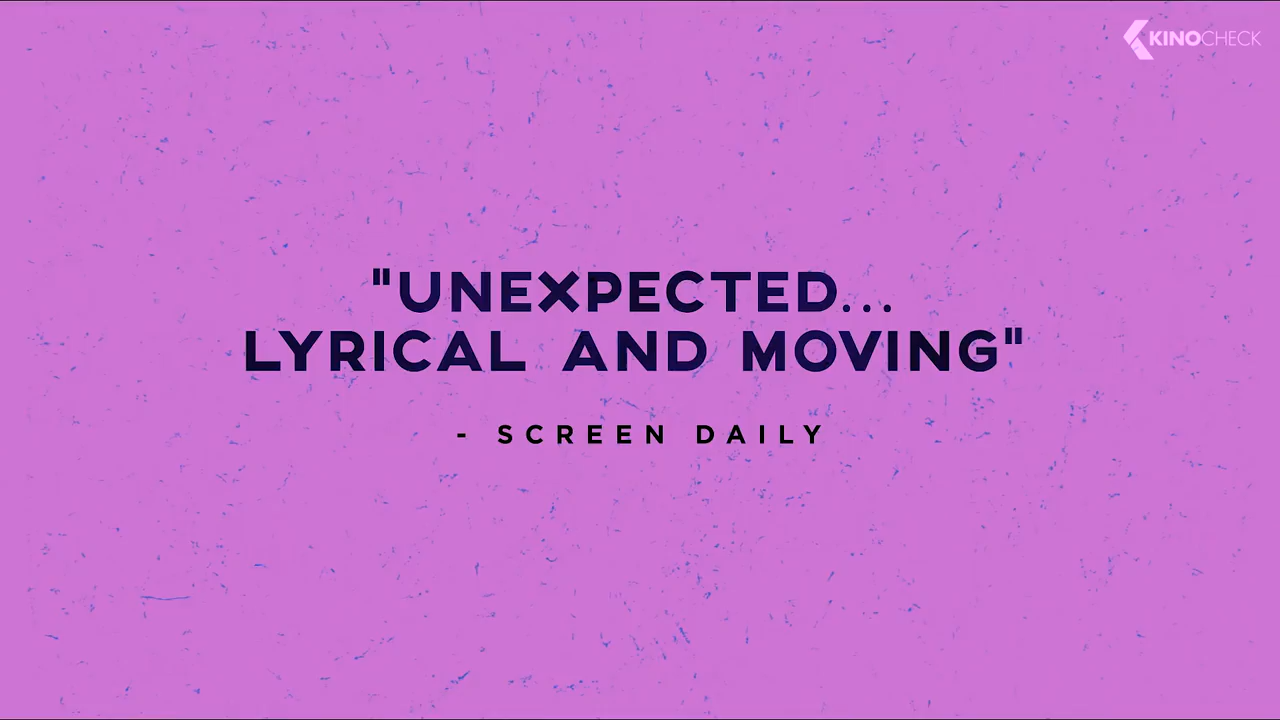 KINOCHECK
"UNEXPECTED...
LYRICAL AND MOVING"
- SCREEN DAILY